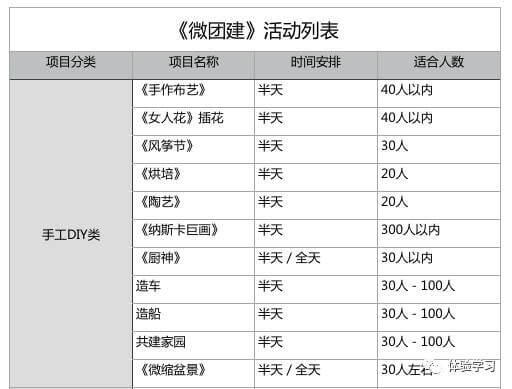 《微团建》活动列表
项目分类 项目名称 时间安排 适合人数
手工DIY类
《手作布艺》 半天 40人以内
《女人花》插花 半天 40人以内
《风筝节》 半天 30人
《烘培》 半天 20人
《陶艺》 半天 20人
《纳斯卡巨画》 半天 300人以内
《厨神》 半天 / 全天 30人以内
造车 半天 30人 - 100人
造船 半天 30人 - 100人
共建家园 半天 30人 - 100人
《微缩盆景》 半天 / 全天 30人左右
体验学习